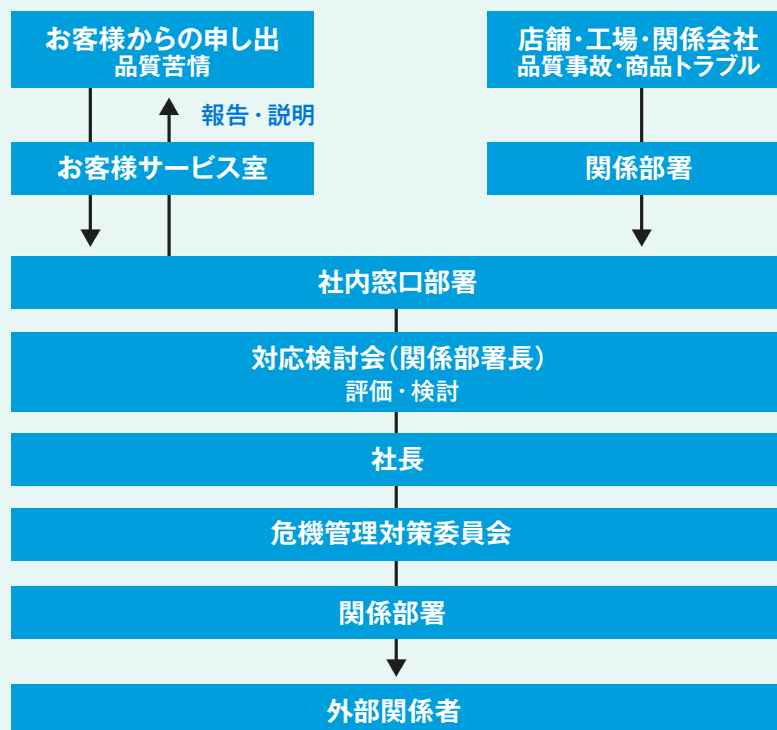 お客様からの申し出
品質苦情
店舗・工場・関係会社
品質事故・商品トラブル
報告・説明
お客様サービス室
関係部署
社内窓口部署
対応検討会（関係部署長）
評価・検討
社長
危機管理対策委員会
関係部署
外部関係者